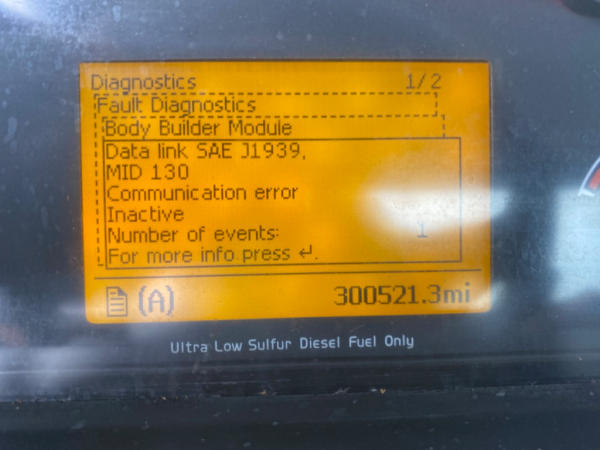 Diagnostics 1/2
Fault Diagnostics
Body Builder Module
Data link SAE J1939,
MID 130
Communication error
Inactive
Number of events: 1
For more info press ↵.
(A) 300521.3mi
Ultra Low Sulfur Diesel Fuel Only